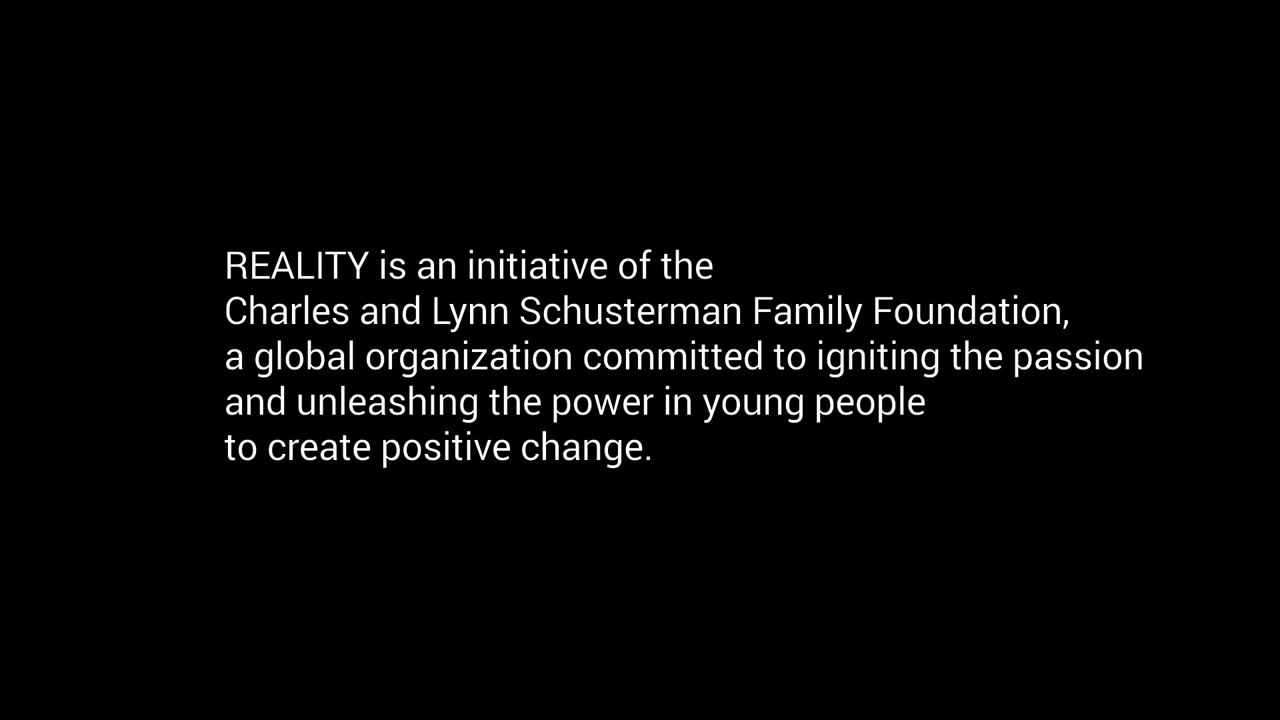 REALITY is an initiative of the
Charles and Lynn Schusterman Family Foundation,
a global organization committed to igniting the passion
and unleashing the power in young people
to create positive change.